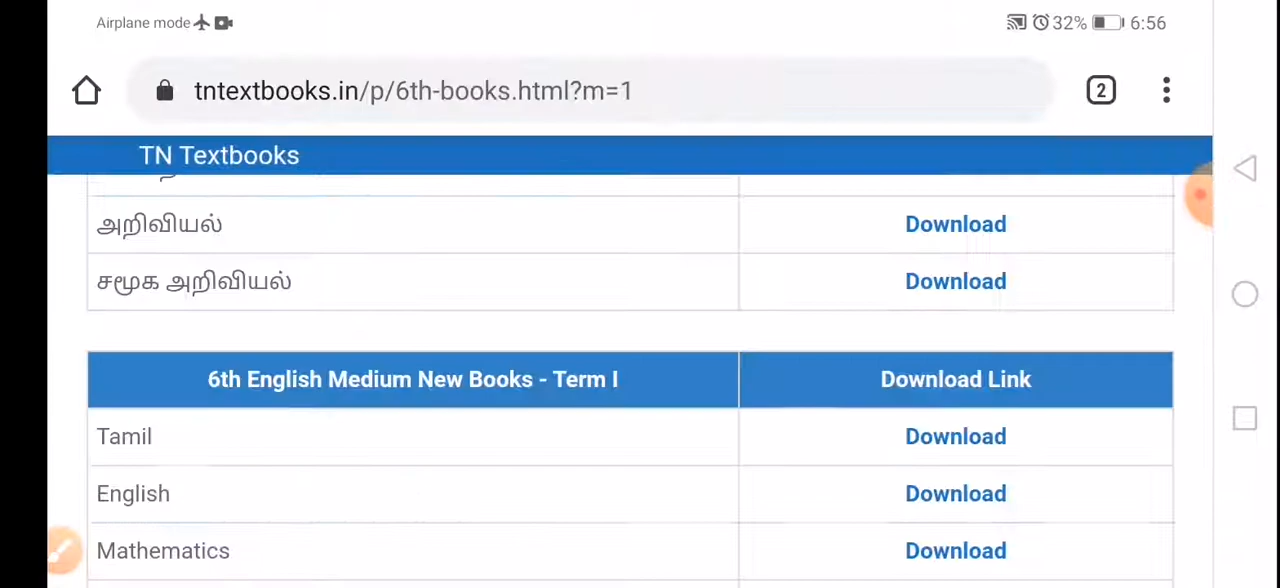 Airplane mode 32% 6:56
tntextbooks.in/p/6th-books.html?m=1 2
TN Textbooks
அறிவியல் Download
சமூக அறிவியல் Download
6th English Medium New Books - Term I Download Link
Tamil Download
English Download
Mathematics Download